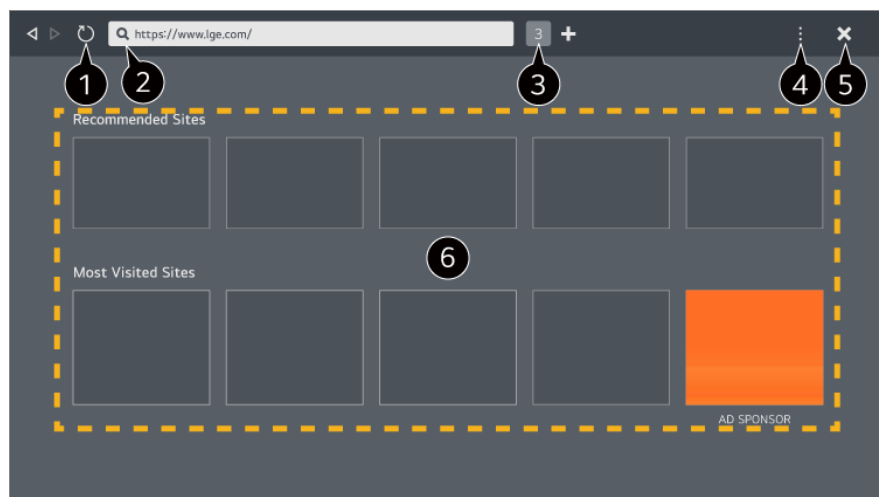 https://www.lge.com/ 3
1 2 3 4 5
Recommended Sites
6
Most Visited Sites
AD SPONSOR